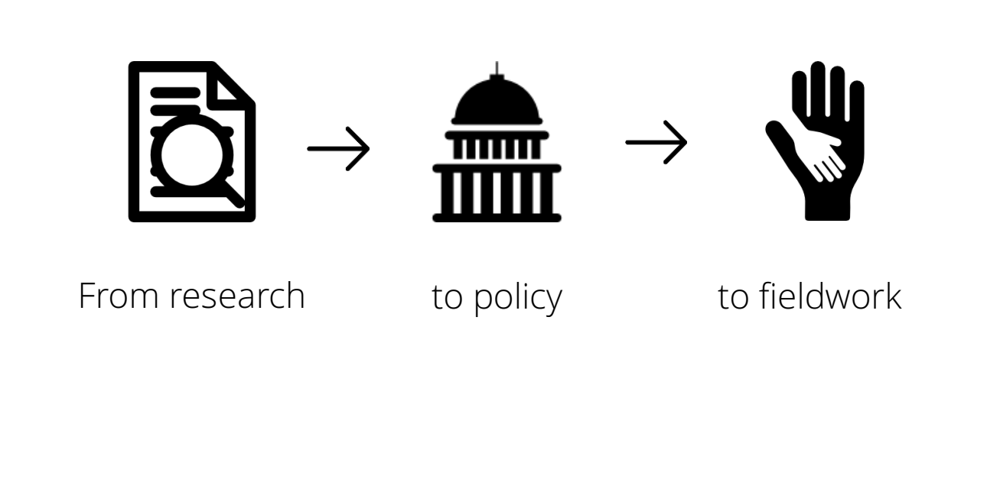 From research
to policy
to fieldwork